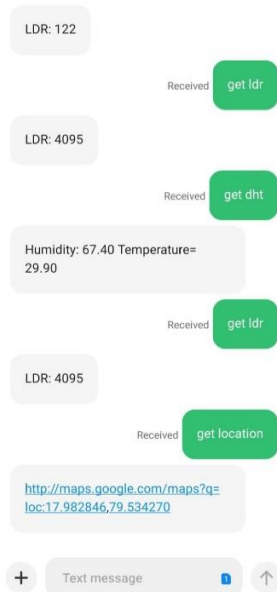 LDR: 122
Received get ldr
LDR: 4095
Received get dht
Humidity: 67.40 Temperature=
29.90
Received get ldr
LDR: 4095
Received get location
http://maps.google.com/maps?q=
loc:17.982846,79.534270
+ Text message 1